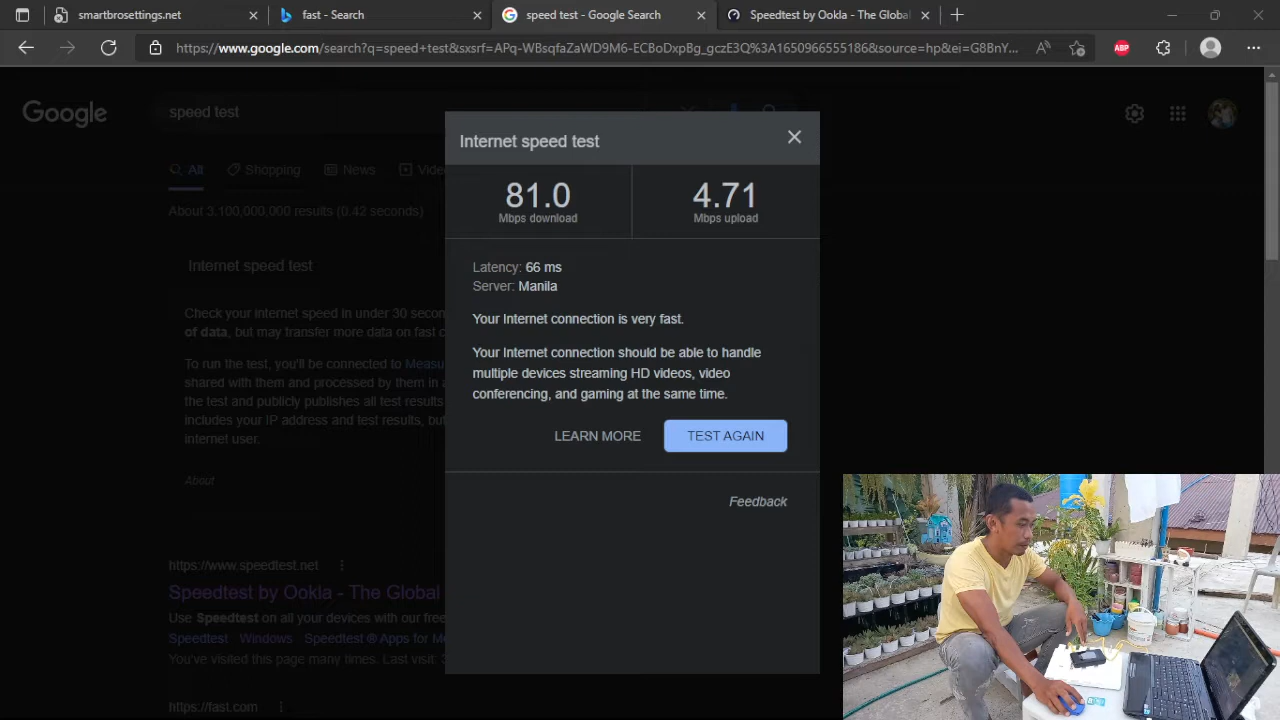 smartbrosettings.net
fast - Search
speed test - Google Search
Speedtest by Ookla - The Global
https://www.google.com/search?q=speed+test&sxsrf=APq-WBsqfaZaWD9M6-ECBoDxpBg_gczE3Q%3A1650966555186&source=hp&ei=G8BnY...
ABP
Google
speed test
All
Shopping
News
Vide
About 3,100,000,000 results (0.42 seconds)
Internet speed test
Check your Internet speed in under 30 secon
of data, but may transfer more data on fast c
To run the test, you'll be connected to Measu
shared with them and processed by them in a
the test and publicly publishes all test results
includes your IP address and test results, but
internet user.
About
https://www.speedtest.net
Speedtest by Ookla - The Global
Use Speedtest on all your devices with our free
Speedtest Windows Speedtest ® Apps for M
You've visited this page many times. Last visit:
https://fast.com
Internet speed test
81.0
Mbps download
4.71
Mbps upload
Latency: 66 ms
Server: Manila
Your Internet connection is very fast.
Your Internet connection should be able to handle
multiple devices streaming HD videos, video
conferencing, and gaming at the same time.
LEARN MORE
TEST AGAIN
Feedback